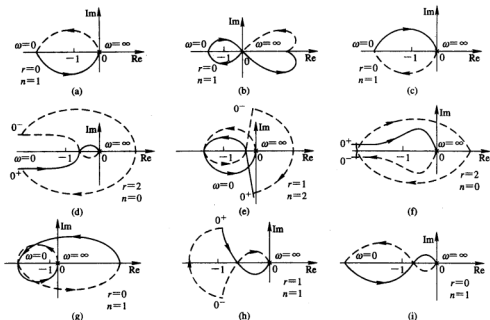 Im
ω=0
ω=∞
−1
0
Re
r=0
n=1
(a)
Im
ω=0
ω=∞
−1
0
Re
r=0
n=1
(b)
Im
ω=0
ω=∞
−1
0
Re
r=0
n=1
(c)
Im
0⁻
ω=0
0⁺
−1
ω=∞
0
Re
r=2
n=0
(d)
0⁻
Im
ω=∞
−1
0
Re
ω=0
0⁺
r=1
n=2
(e)
Im
0⁺
ω=0
0⁻
−1
ω=∞
0
Re
r=2
n=0
(f)
Im
ω=0
ω=∞
−1
0
Re
r=0
n=1
(g)
0⁺
Im
ω=∞
−1
0
Re
0⁻
r=1
n=1
(h)
Im
ω=0
ω=∞
−1
0
Re
r=0
n=1
(i)